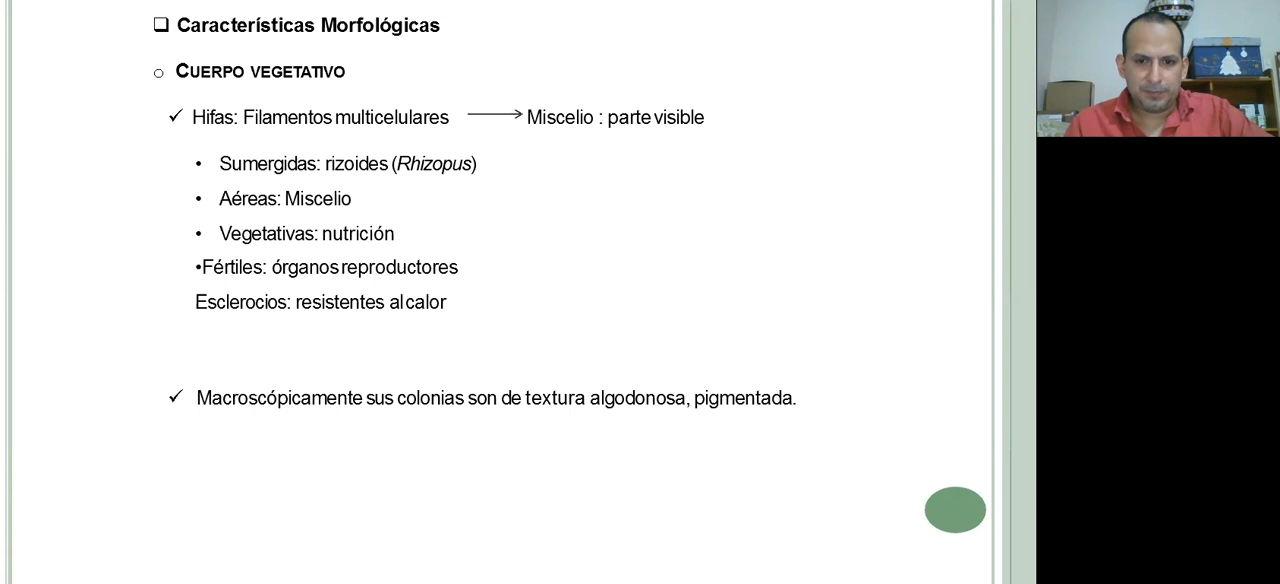 Características Morfológicas
CUERPO VEGETATIVO
Hifas: Filamentos multicelulares → Miscelio : parte visible
• Sumergidas: rizoides (Rhizopus)
• Aéreas: Miscelio
• Vegetativas: nutrición
•Fértiles: órganos reproductores
Esclerocios: resistentes al calor
Macroscópicamente sus colonias son de textura algodonosa, pigmentada.